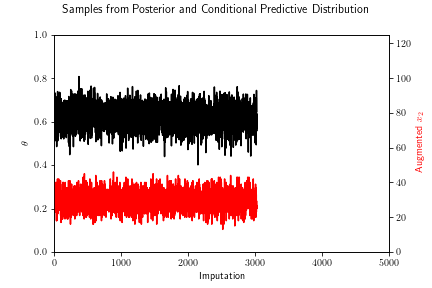 Samples from Posterior and Conditional Predictive Distribution
1.0
0.8
0.6
0.4
0.2
0.0
θ
120
100
80
60
40
20
0
Augmented x₂
0 1000 2000 3000 4000 5000
Imputation